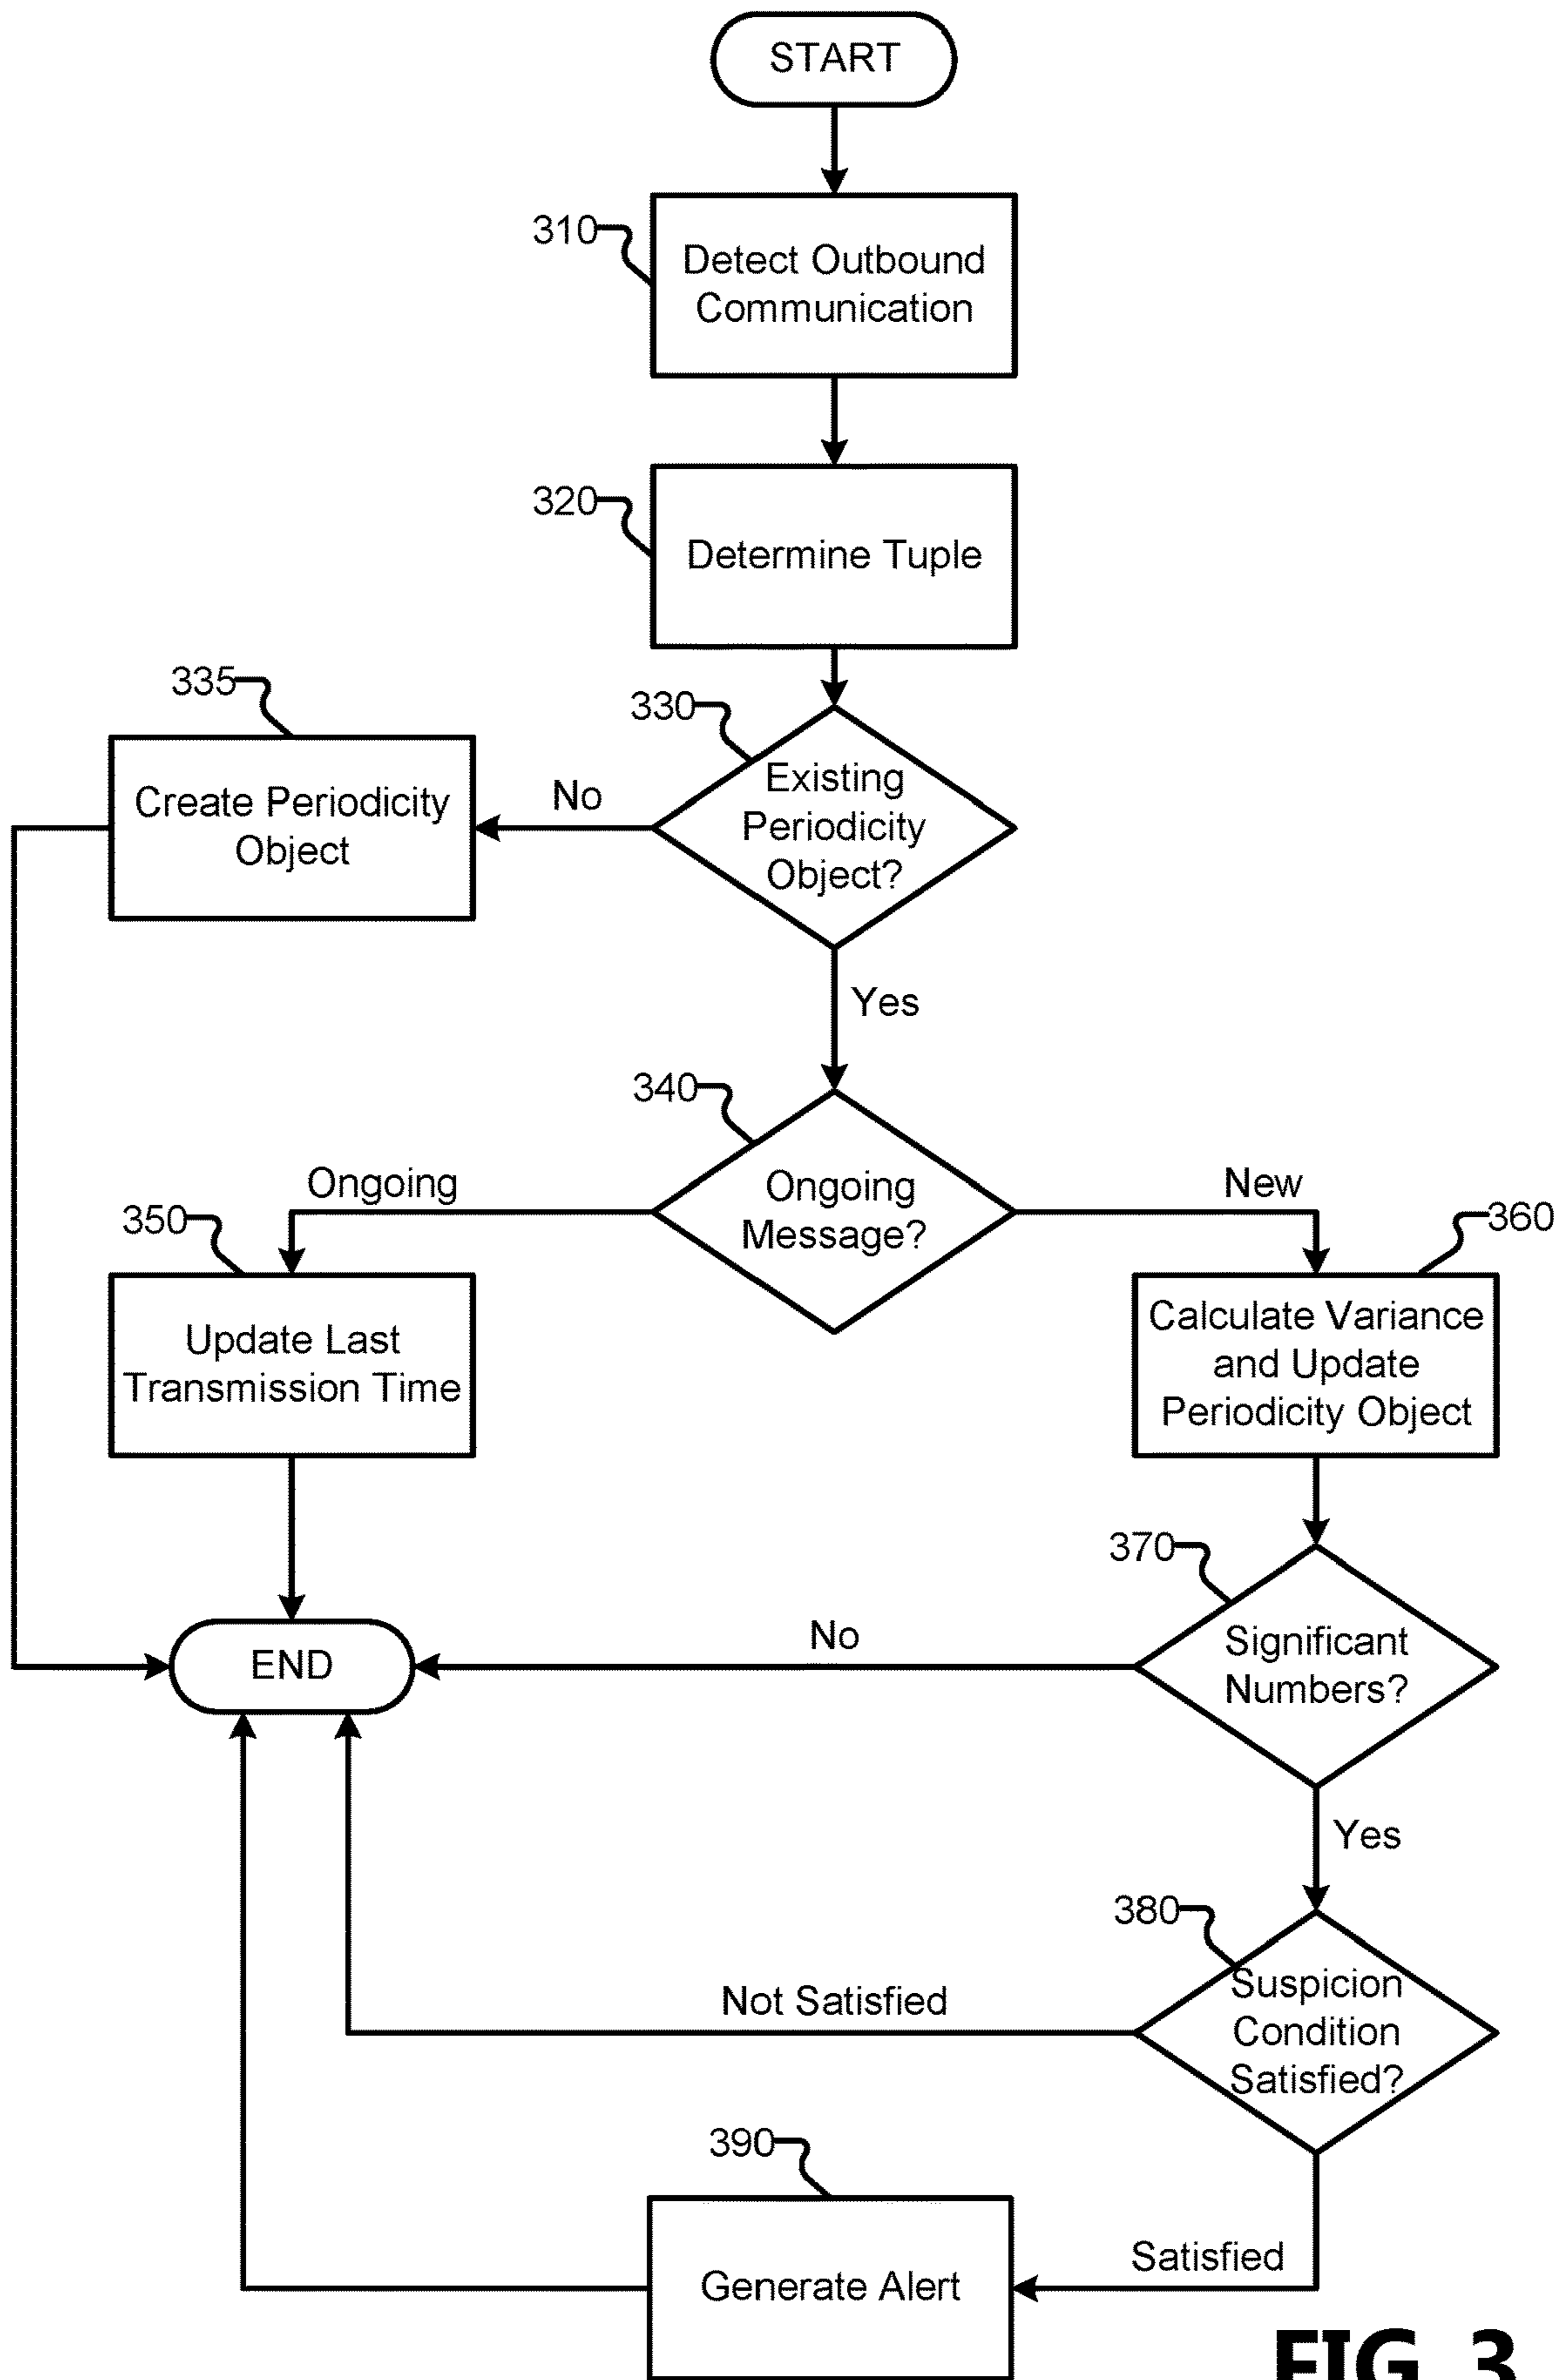 START
310
Detect Outbound
Communication
320
Determine Tuple
335
330
Create Periodicity
Object
No
Existing
Periodicity
Object?
Yes
340
Ongoing
Ongoing
Message?
New
350
360
Update Last
Transmission Time
Calculate Variance
and Update
Periodicity Object
370
END
No
Significant
Numbers?
Yes
380
Not Satisfied
Suspicion
Condition
Satisfied?
390
Generate Alert
Satisfied
FIG. 3